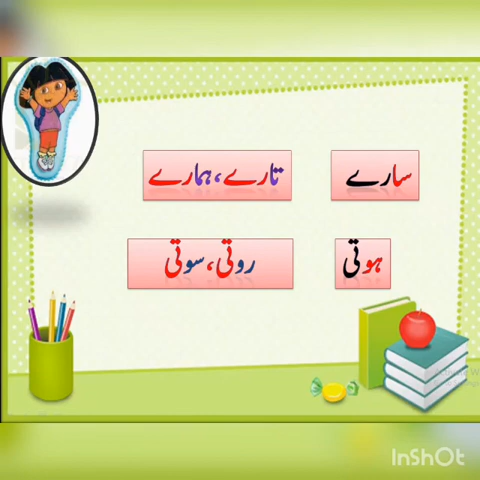 سارے
تارے، ہمارے
ہوتی
روتی، سوتی
InShOt